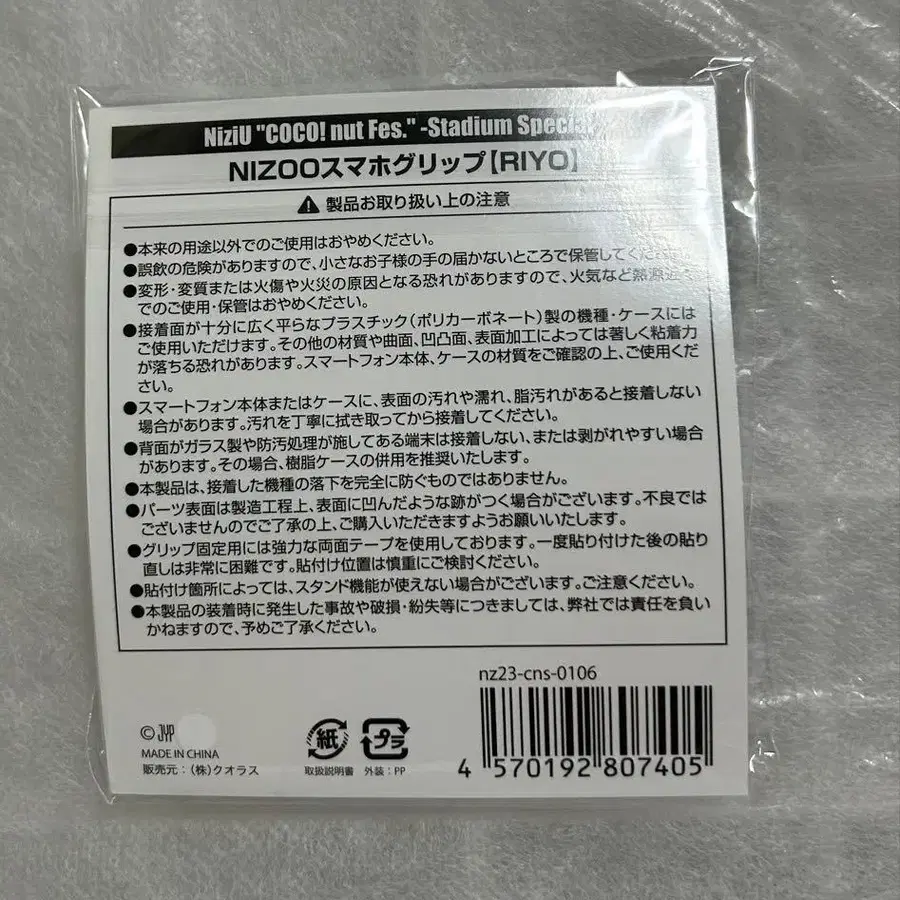 NiziU "COCO! nut Fes." -Stadium Special
NIZOOスマホグリップ【RIYO】
製品お取り扱い上の注意
●本来の用途以外でのご使用はおやめください。
●誤飲の危険がありますので、小さなお子様の手の届かないところで保管して
●変形・変質または火傷や火災の原因となる恐れがありますので、火気など熱源近く
でのご使用・保管はおやめください。
●接着面が十分に広く平らなプラスチック(ポリカーボネート)製の機種・ケースには
ご使用いただけます。その他の材質や曲面、凹凸面、表面加工によっては著しく粘着力
が落ちる恐れがあります。スマートフォン本体、ケースの材質をご確認の上、ご使用くだ
さい。
●スマートフォン本体またはケースに、表面の汚れや濡れ、脂汚れがあると接着しない
場合があります。汚れを丁寧に拭き取ってから接着してください。
●背面がガラス製や防汚処理が施してある端末は接着しない、または剥がれやすい場合
があります。その場合、樹脂ケースの併用を推奨いたします。
●本製品は、接着した機種の落下を完全に防ぐものではありません。
●パーツ表面は製造工程上、表面に凹んだような跡がつく場合がございます。不良では
ございませんのでご了承の上、ご購入いただきますようお願いいたします。
●グリップ固定用には強力な両面テープを使用しております。一度貼り付けた後の貼り
直しは非常に困難です。貼付け位置は慎重にご検討ください。
●貼付け箇所によっては、スタンド機能が使えない場合がございます。ご注意ください。
●本製品の装着時に発生した事故や破損・紛失等につきましては、弊社では責任を負い
かねますので、予めご了承ください。
nz23-cns-0106
© JYP
MADE IN CHINA
販売元:(株)クオラス
紙
取扱説明書
プラ
外装:PP
4 570192 807405